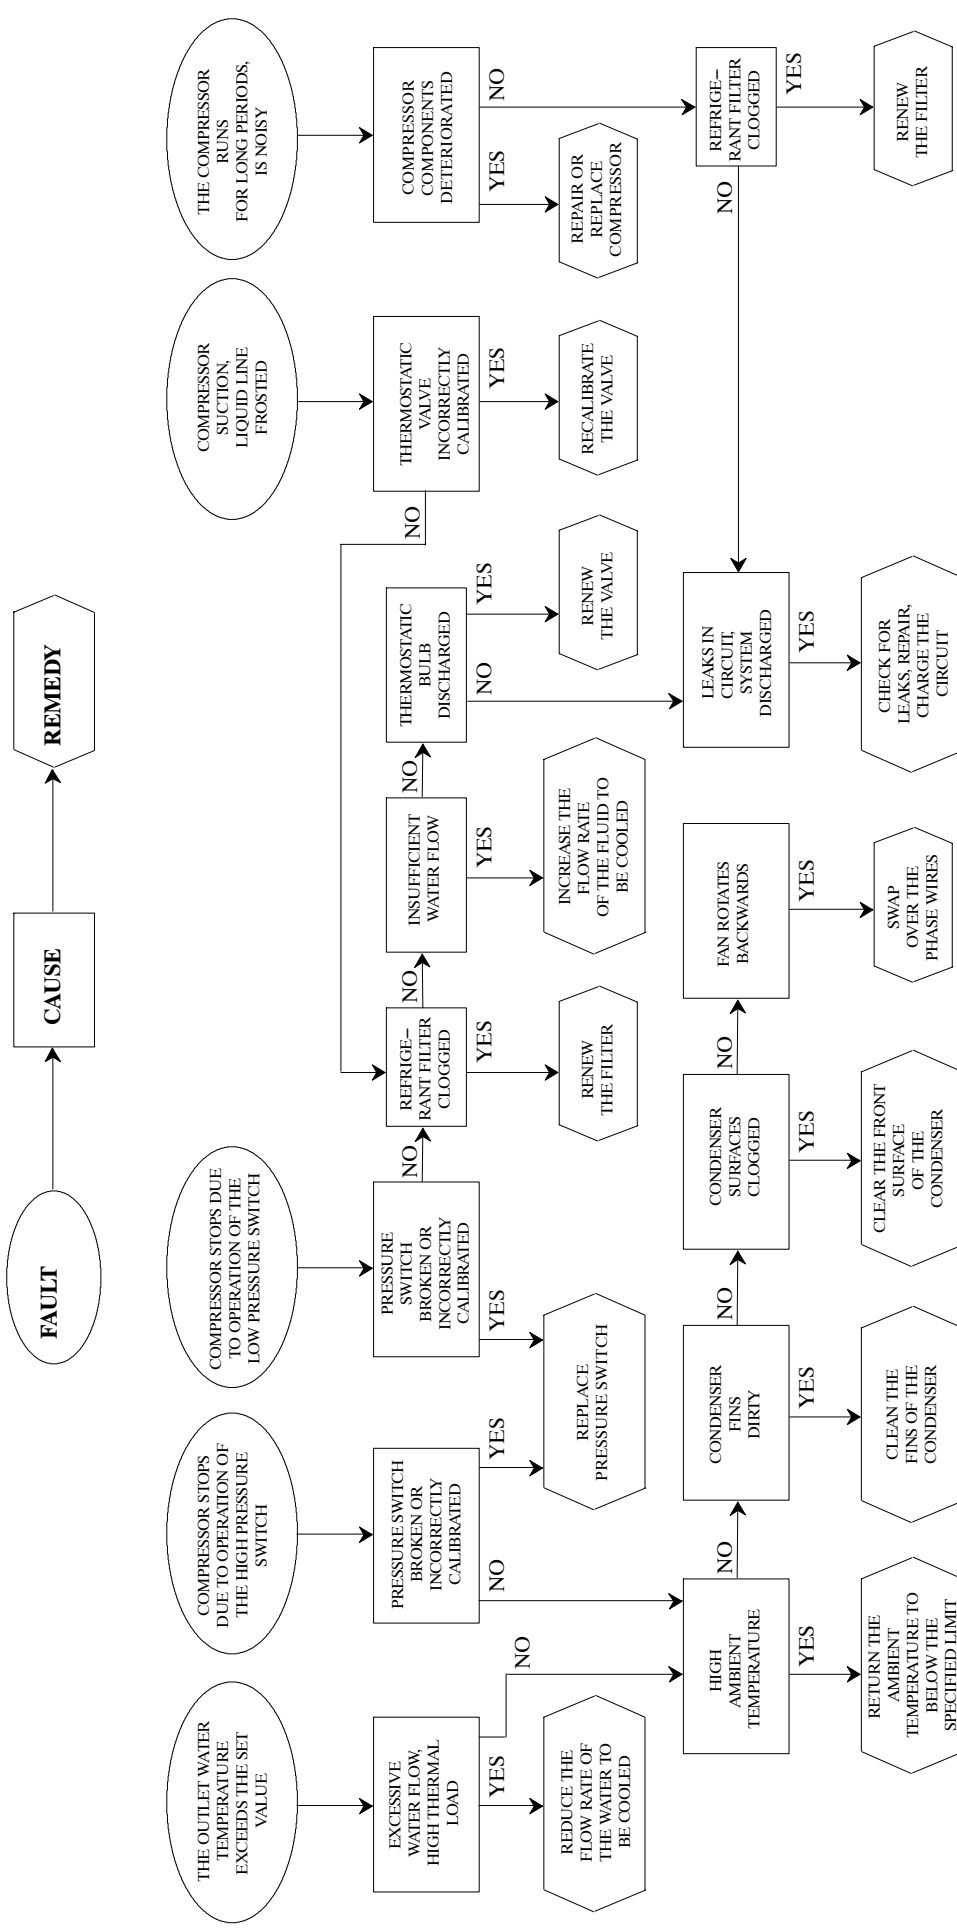 FAULT
CAUSE
REMEDY
THE OUTLET WATER
TEMPERATURE
EXCEEDS THE SET
VALUE
COMPRESSOR STOPS
DUE TO OPERATION OF
THE HIGH PRESSURE
SWITCH
COMPRESSOR STOPS DUE
TO OPERATION OF THE
LOW PRESSURE SWITCH
COMPRESSOR
SUCTION,
LIQUID LINE
FROSTED
THE COMPRESSOR
RUNS
FOR LONG PERIODS,
IS NOISY
EXCESSIVE
WATER FLOW,
HIGH THERMAL
LOAD
YES
NO
PRESSURE SWITCH
BROKEN OR
INCORRECTLY
CALIBRATED
NO
YES
PRESSURE
SWITCH
BROKEN OR
INCORRECTLY
CALIBRATED
YES
NO
REFRIGE–
RANT FILTER
CLOGGED
YES
NO
INSUFFICIENT
WATER FLOW
YES
NO
THERMOSTATIC
BULB
DISCHARGED
NO
YES
NO
THERMOSTATIC
VALVE
INCORRECTLY
CALIBRATED
YES
COMPRESSOR
COMPONENTS
DETERIORATED
YES
NO
REDUCE THE
FLOW RATE OF
THE WATER TO
BE COOLED
REPLACE
PRESSURE SWITCH
RENEW
THE FILTER
INCREASE THE
FLOW RATE
OF THE FLUID TO
BE COOLED
RENEW
THE VALVE
RECALIBRATE
THE VALVE
REPAIR OR
REPLACE
COMPRESSOR
HIGH
AMBIENT
TEMPERATURE
YES
NO
CONDENSER
FINS
DIRTY
YES
NO
CONDENSER
SURFACES
CLOGGED
YES
NO
FAN ROTATES
BACKWARDS
YES
LEAKS IN
CIRCUIT,
SYSTEM
DISCHARGED
YES
NO
REFRIGE–
RANT FILTER
CLOGGED
YES
RETURN THE
AMBIENT
TEMPERATURE TO
BELOW THE
SPECIFIED LIMIT
CLEAN THE
FINS OF THE
CONDENSER
CLEAR THE FRONT
SURFACE
OF THE
CONDENSER
SWAP
OVER THE
PHASE WIRES
CHECK FOR
LEAKS, REPAIR,
CHARGE THE
CIRCUIT
RENEW
THE FILTER